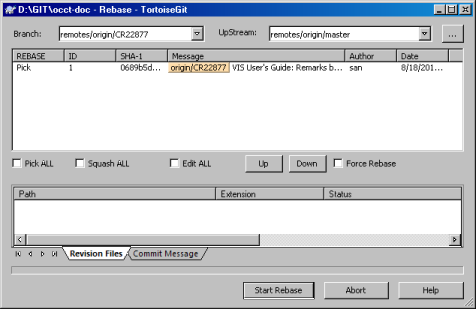 D:\GIT\occt-doc - Rebase - TortoiseGit
Branch: remotes/origin/CR22877 UpStream: remotes/origin/master ...
REBASE ID SHA-1 Message Author Date
Pick 1 0689b5d... origin/CR22877 VIS User's Guide: Remarks b... san 8/18/201...
Pick ALL Squash ALL Edit ALL Up Down Force Rebase
Path Extension Status
Revision Files Commit Message
Start Rebase Abort Help